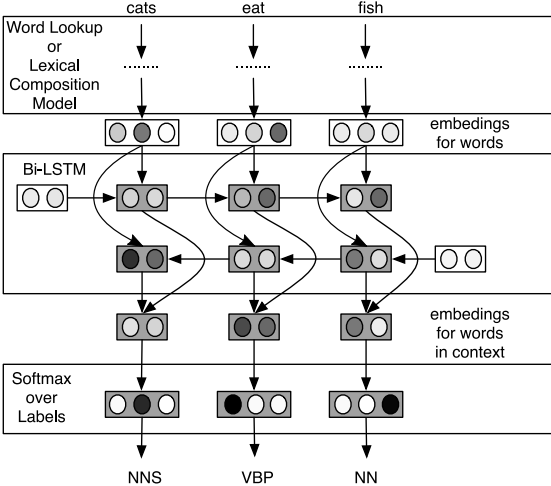 cats eat fish
Word Lookup
or
Lexical
Composition
Model
embedings
for words
Bi-LSTM
embedings
for words
in context
Softmax
over
Labels
NNS VBP NN